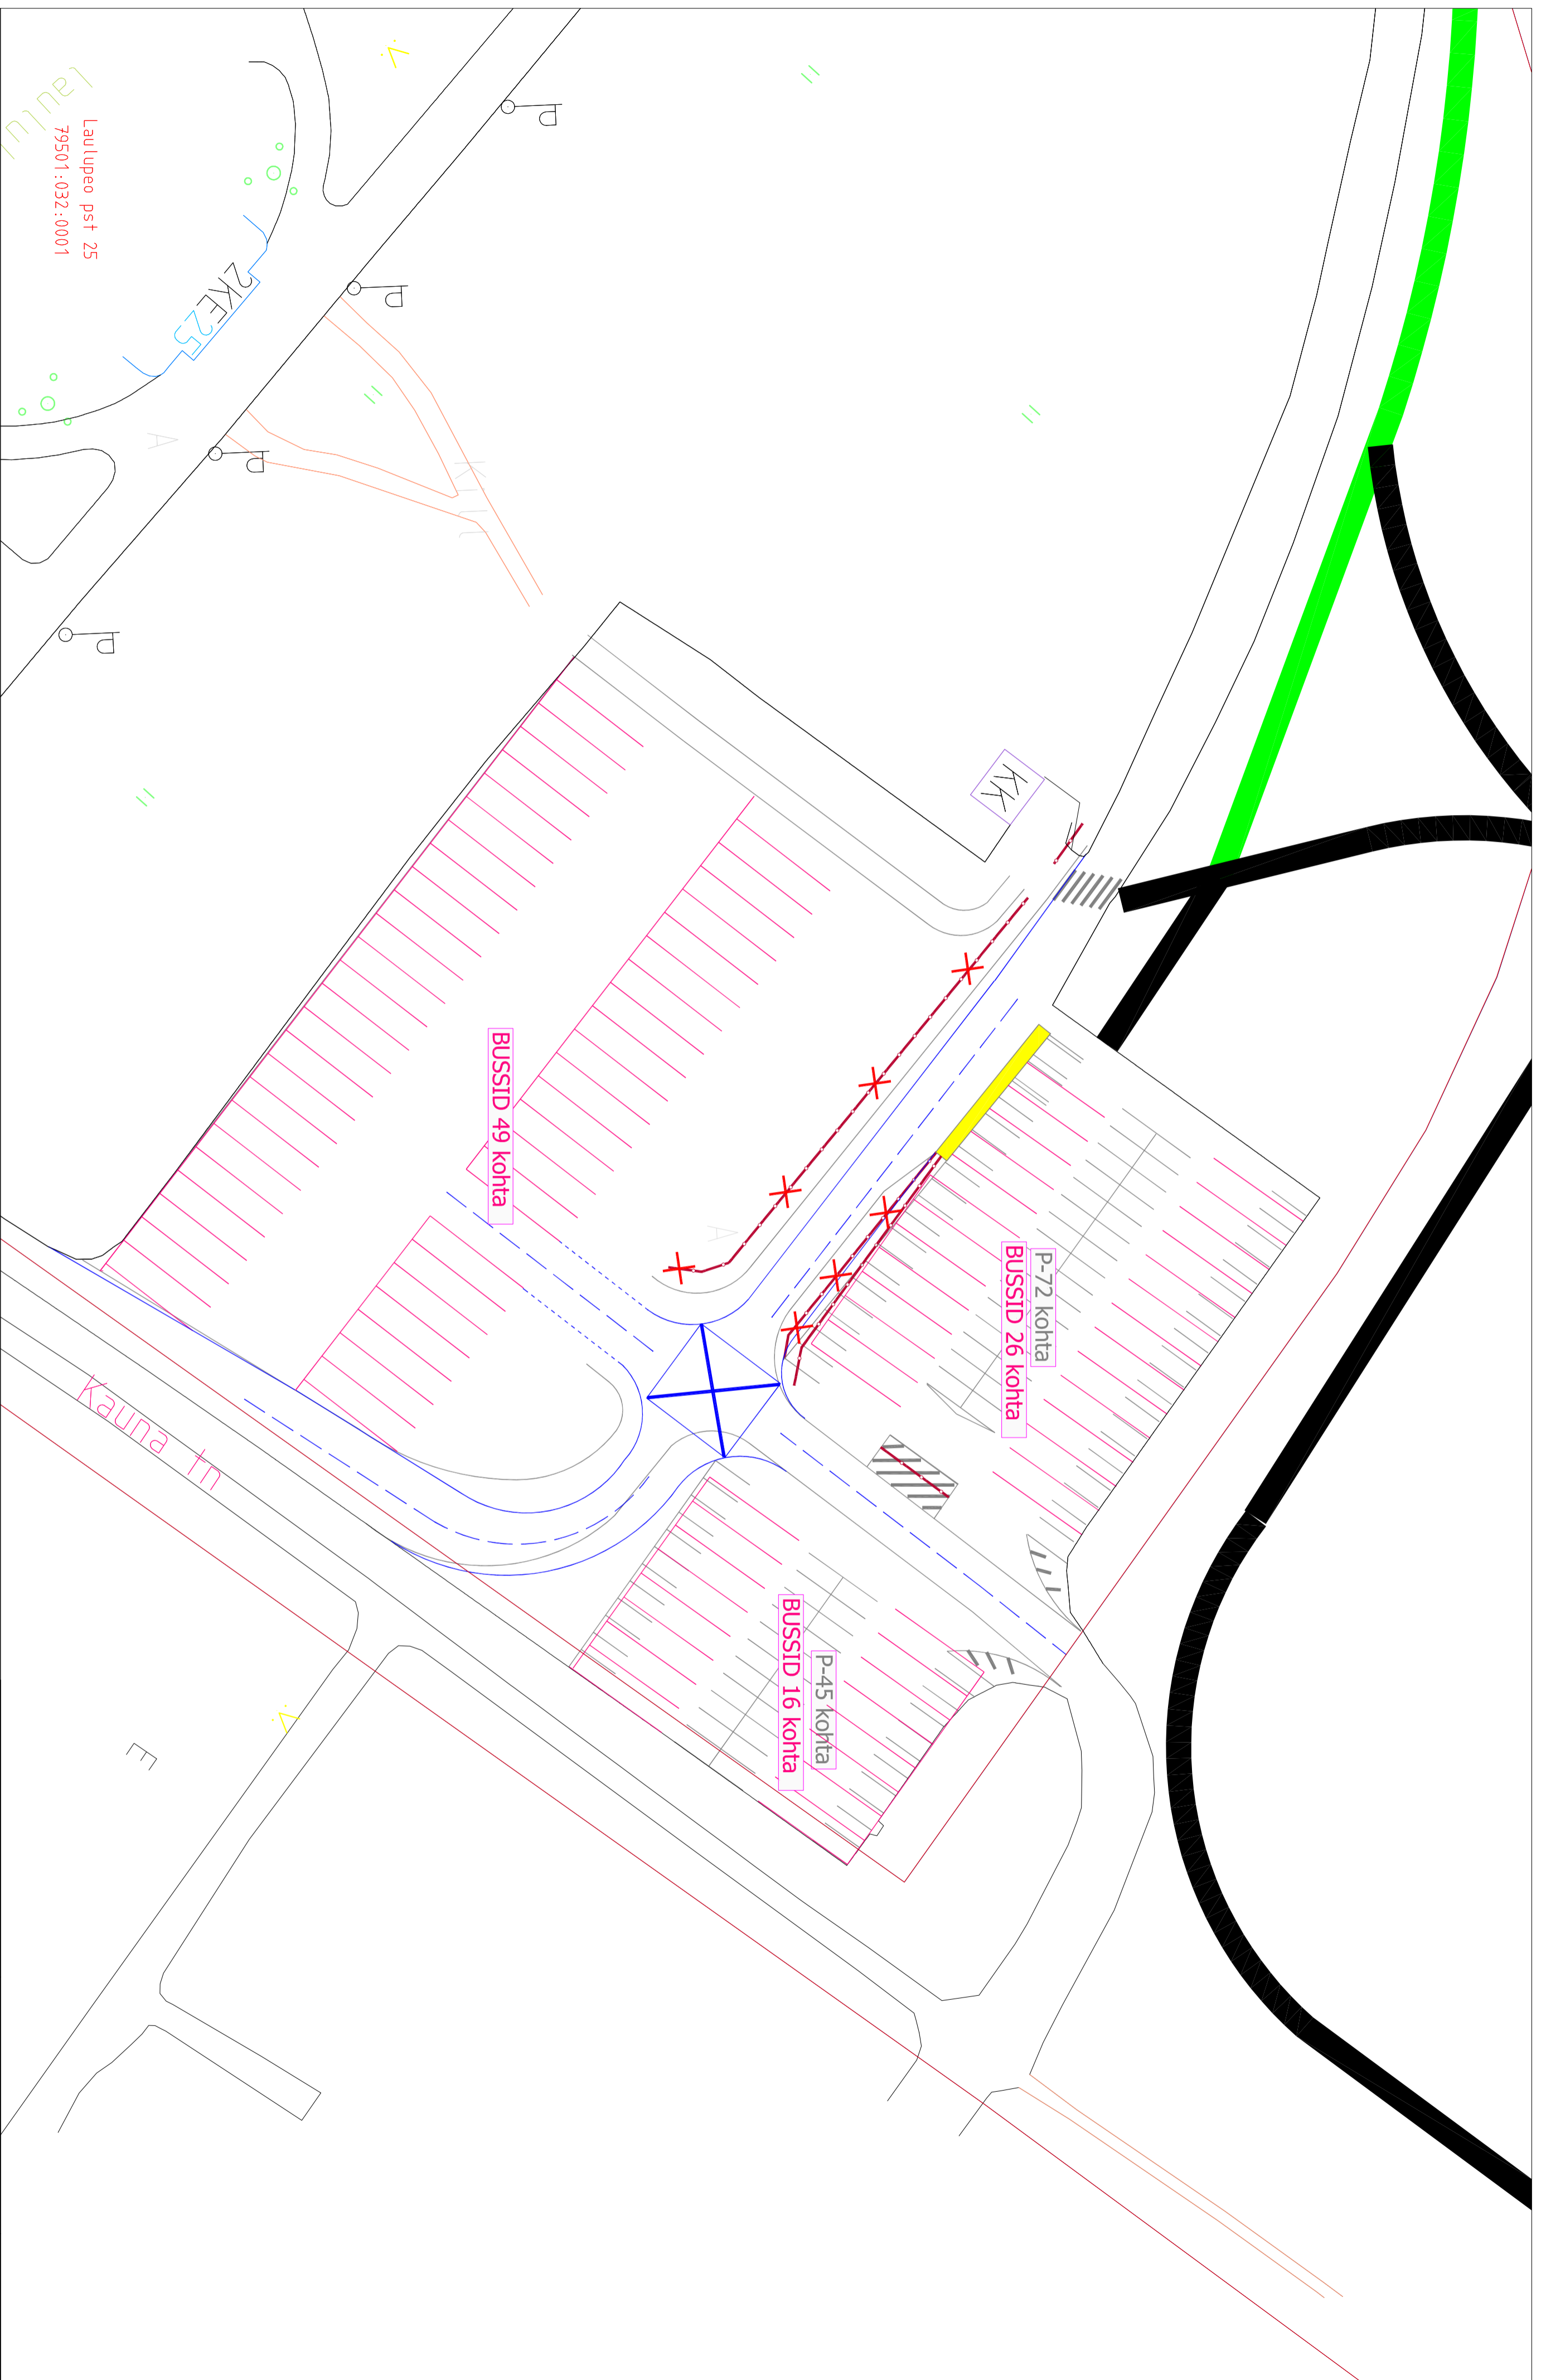 Laulupeo pst 25
79501:032:0001
2KE25
A
P
P
P
P
KK
BUSSID 49 kohta
A
P-72 kohta
BUSSID 26 kohta
P-45 kohta
BUSSID 16 kohta
Kauna tn
E